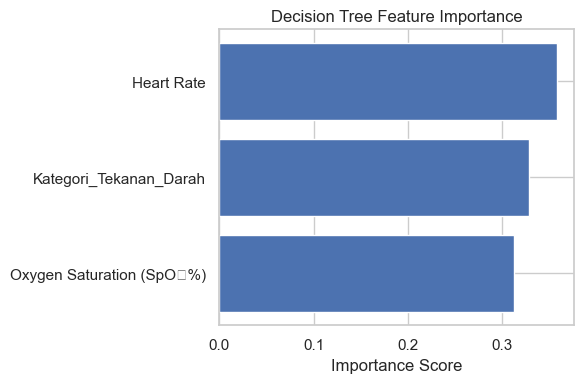 Decision Tree Feature Importance
Heart Rate
Kategori_Tekanan_Darah
Oxygen Saturation (SpO□%)
0.0 0.1 0.2 0.3
Importance Score